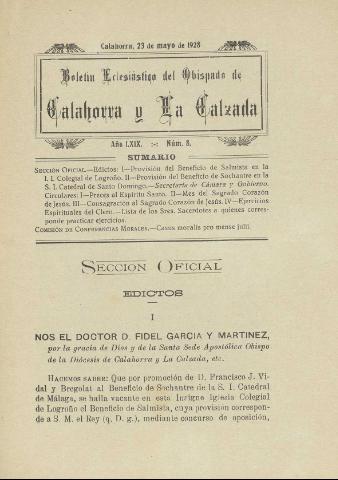 Calahorra, 23 de mayo de 1928
Boletín Eclesiástico del Obispado de
Calahorra y La Calzada
Año LXIX. :-: Núm. 8.
SUMARIO
SECCIÓN OFICIAL.—Edictos: I—Provisión del Beneficio de Salmista en la
I. I. Colegial de Logroño. II—Provisión del Beneficio de Sochantre en la
S. I. Catedral de Santo Domingo.—Secretaría de Cámara y Gobierno.
Circulares: I—Preces al Espíritu Santo. II—Mes del Sagrado Corazón
de Jesús. III—Consagración al Sagrado Corazón de Jesús. IV—Ejercicios
Espirituales del Clero.—Lista de los Sres. Sacerdotes a quienes corres-
ponde practicar ejercicios.
COMISIÓN DE CONFERENCIAS MORALES.—Casus moralis pro mense julii.
SECCION OFICIAL
EDICTOS
I
NOS EL DOCTOR D. FIDEL GARCIA Y MARTINEZ,
por la gracia de Dios y de la Santa Sede Apostólica Obispo
de la Diócesis de Calahorra y La Calzada, etc.
HACEMOS SABER: Que por promoción de D. Francisco J. Vi-
dal y Bregolat al Beneficio de Sochantre de la S. I. Catedral
de Málaga, se halla vacante en esta Insigne Iglesia Colegial
de Logroño el Beneficio de Salmista, cuya provisión correspon-
de a S. M. el Rey (q. D. g.), mediante concurso de oposición,